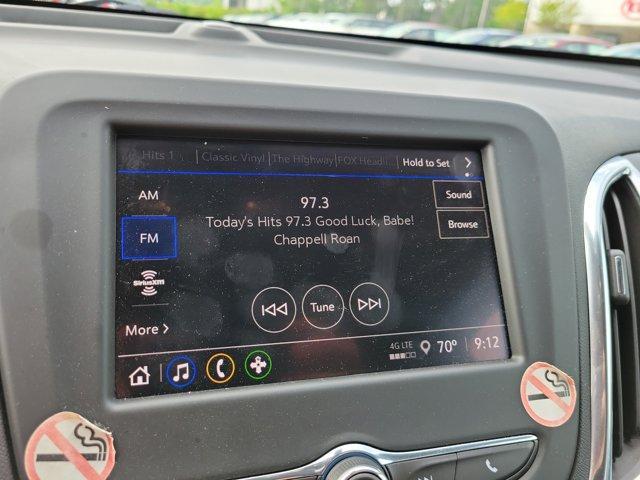 Hits 1 Classic Vinyl The Highway FOX Headli... Hold to Set >
AM
97.3
Sound
Today's Hits 97.3 Good Luck, Babe!
Browse
FM
Chappell Roan
SiriusXM
Tune
More >
4G LTE
70° 9:12